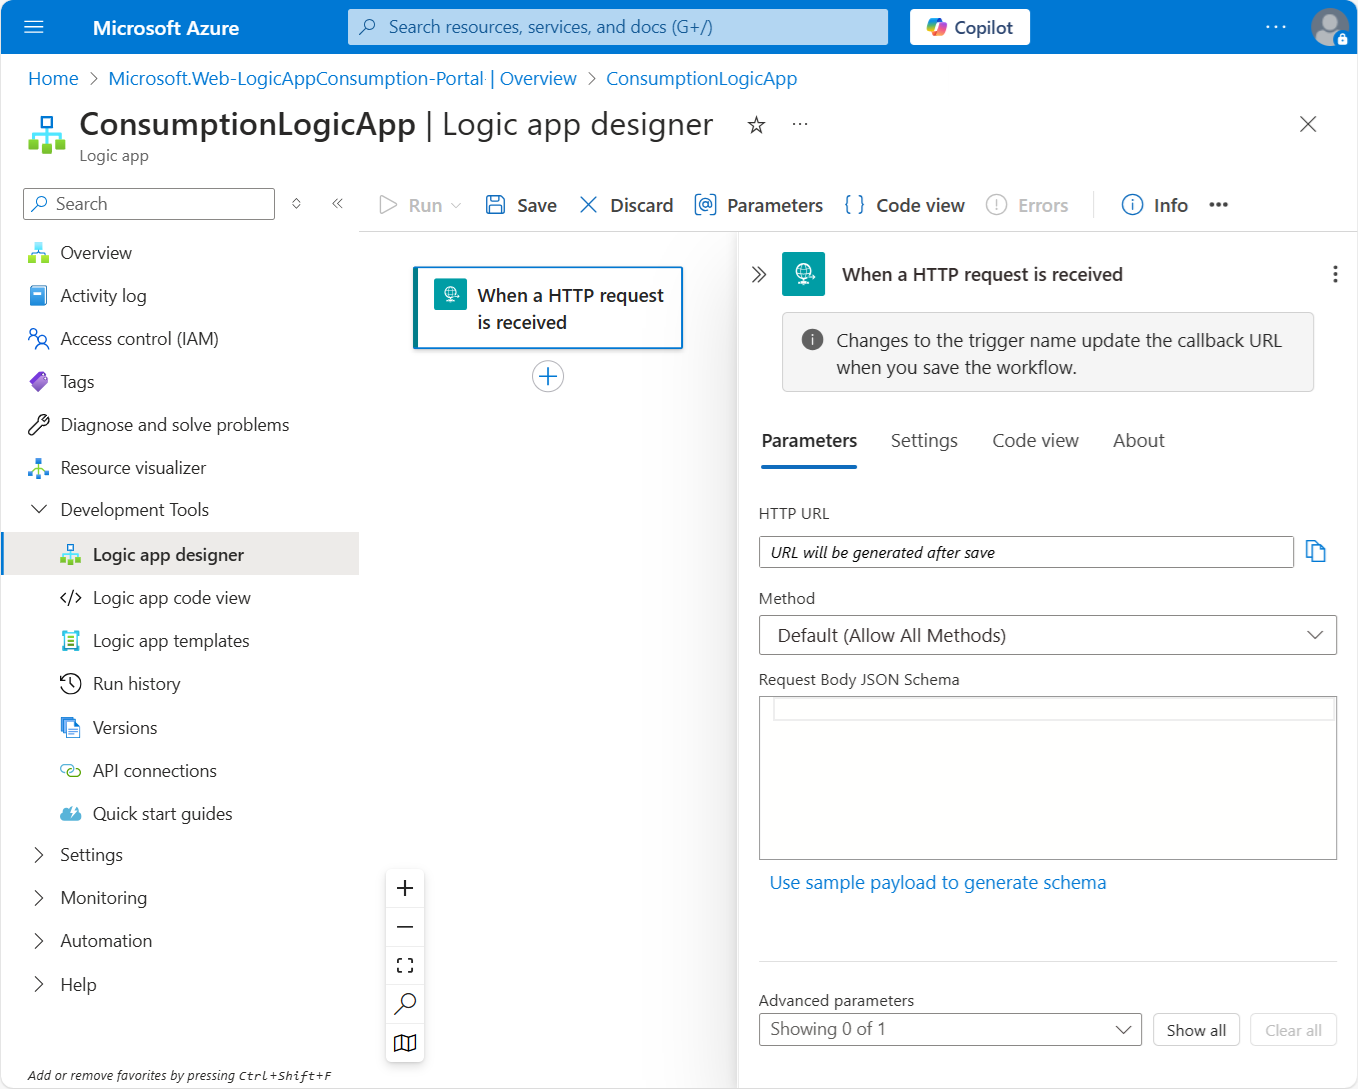 Microsoft Azure
Search resources, services, and docs (G+/)
Copilot
Home > Microsoft.Web-LogicAppConsumption-Portal | Overview > ConsumptionLogicApp
ConsumptionLogicApp | Logic app designer
Logic app
Search
Run
Save
Discard
Parameters
Code view
Errors
Info
Overview
Activity log
Access control (IAM)
Tags
Diagnose and solve problems
Resource visualizer
Development Tools
Logic app designer
Logic app code view
Logic app templates
Run history
Versions
API connections
Quick start guides
Settings
Monitoring
Automation
Help
Add or remove favorites by pressing Ctrl+Shift+F
When a HTTP request
is received
When a HTTP request is received
Changes to the trigger name update the callback URL
when you save the workflow.
Parameters
Settings
Code view
About
HTTP URL
URL will be generated after save
Method
Default (Allow All Methods)
Request Body JSON Schema
Use sample payload to generate schema
Advanced parameters
Showing 0 of 1
Show all
Clear all